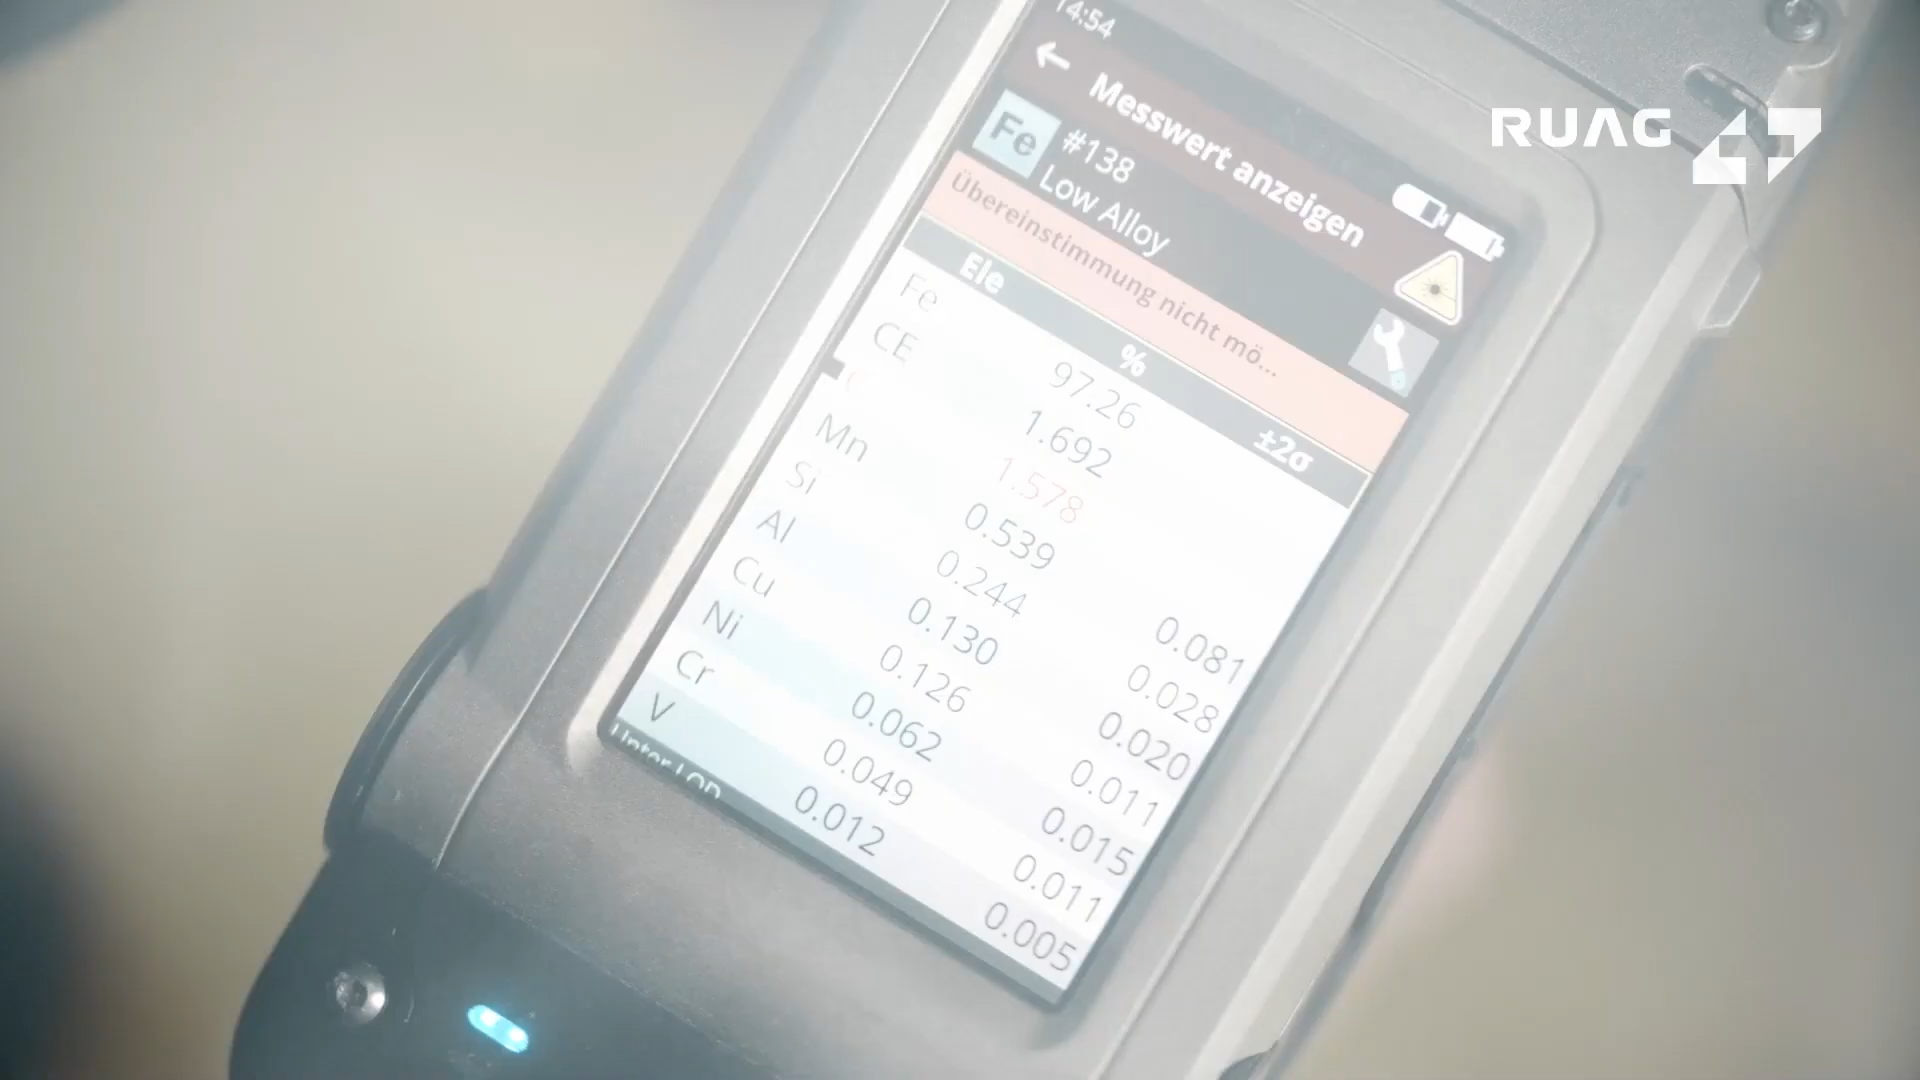 RUAG
14:54
Messwert anzeigen
Fe #138
Low Alloy
Übereinstimmung nicht mö...
Ele % ±2σ
Fe 97.26
CE 1.692
1.578
Mn 0.539 0.081
Si 0.244 0.028
Al 0.130 0.020
Cu 0.126 0.011
Ni 0.062 0.015
Cr 0.049 0.011
V 0.012 0.005
Unter LOD